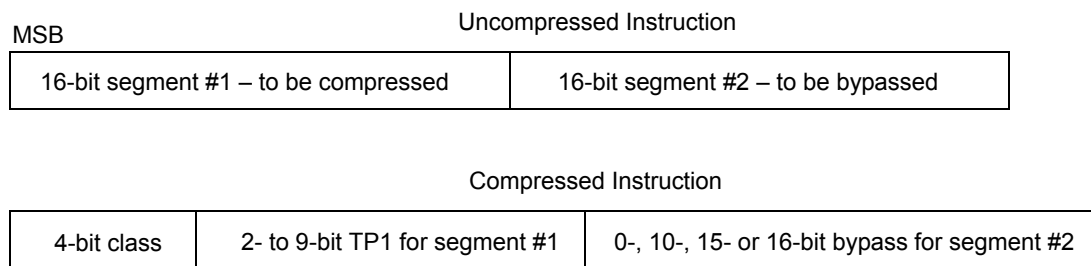 Uncompressed Instruction
MSB
16-bit segment #1 – to be compressed
16-bit segment #2 – to be bypassed
Compressed Instruction
4-bit class
2- to 9-bit TP1 for segment #1
0-, 10-, 15- or 16-bit bypass for segment #2